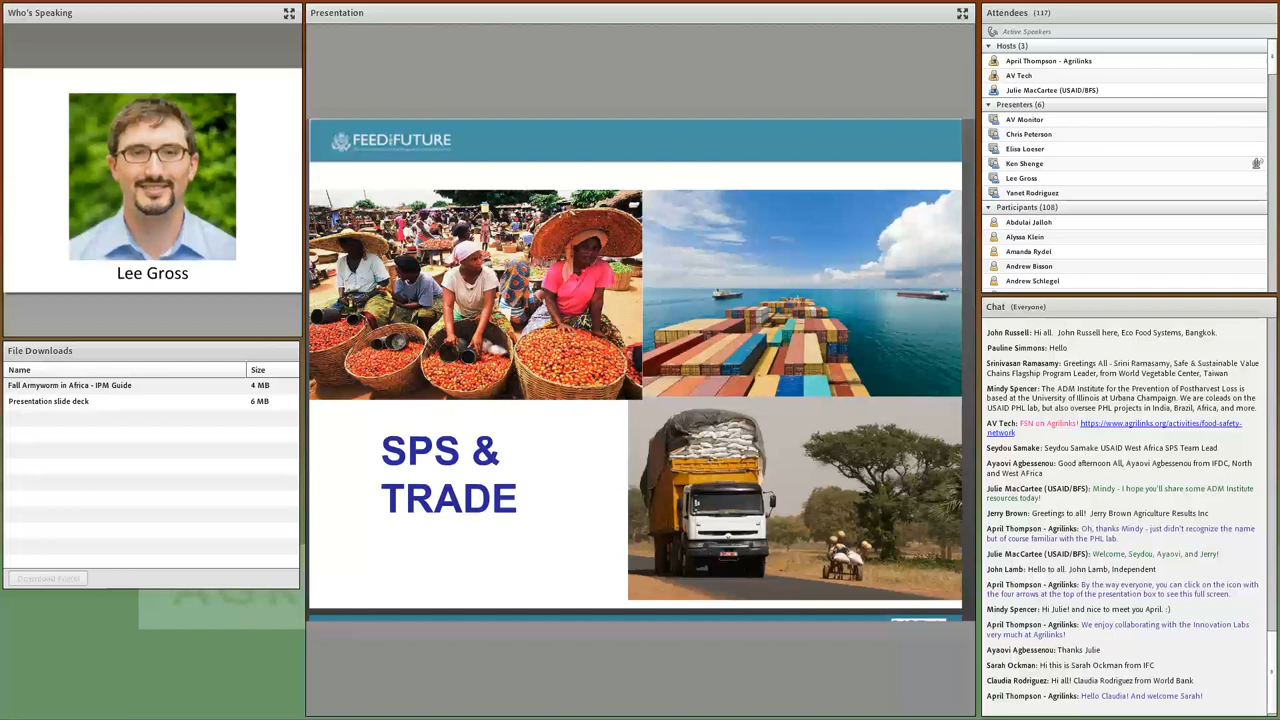 Who's Speaking
Lee Gross
File Downloads
Name Size
Fall Armyworm in Africa - IPM Guide 4 MB
Presentation slide deck 6 MB
Download File(s)
Presentation
FEED THE FUTURE
SPS &
TRADE
Attendees (117)
Active Speakers
Hosts (3)
April Thompson - Agrilinks
AV Tech
Julie MacCartee (USAID/BFS)
Presenters (6)
AV Monitor
Chris Peterson
Elisa Loeser
Ken Shenge
Lee Gross
Yanet Rodriguez
Participants (108)
Abdulai Jalloh
Alyssa Klein
Amanda Rydel
Andrew Bisson
Andrew Schlegel
Chat (Everyone)
John Russell: Hi all. John Russell here, Eco Food Systems, Bangkok.
Pauline Simmons: Hello
Srinivasan Ramasamy: Greetings All - Srini Ramasamy, Safe & Sustainable Value
Chains Flagship Program Leader, from World Vegetable Center, Taiwan
Mindy Spencer: The ADM Institute for the Prevention of Postharvest Loss is
based at the University of Illinois at Urbana Champaign. We are coleads on the
USAID PHL lab, but also oversee PHL projects in India, Brazil, Africa, and more.
AV Tech: FSN on Agrilinks! https://www.agrilinks.org/activities/food-safety-
network
Seydou Samake: Seydou Samake USAID West Africa SPS Team Lead
Ayaovi Agbessenou: Good afternoon All, Ayaovi Agbessenou from IFDC, North
and West AFrica
Julie MacCartee (USAID/BFS): Mindy - I hope you'll share some ADM Institute
resources today!
Jerry Brown: Greetings to all! Jerry Brown Agriculture Results Inc
April Thompson - Agrilinks: Oh, thanks Mindy - just didn't recognize the name
but of course familiar with the PHL lab.
Julie MacCartee (USAID/BFS): Welcome, Seydou, Ayaovi, and Jerry!
John Lamb: Hello to all. John Lamb, Independent
April Thompson - Agrilinks: By the way everyone, you can click on the icon with
the four arrows at the top of the presentation box to see this full screen.
Mindy Spencer: Hi Julie! and nice to meet you April. :)
April Thompson - Agrilinks: We enjoy collaborating with the Innovation Labs
very much at Agrilinks!
Ayaovi Agbessenou: Thanks Julie
Sarah Ockman: Hi this is Sarah Ockman from IFC
Claudia Rodriguez: Hi all! Claudia Rodriguez from World Bank
April Thompson - Agrilinks: Hello Claudia! And welcome Sarah!